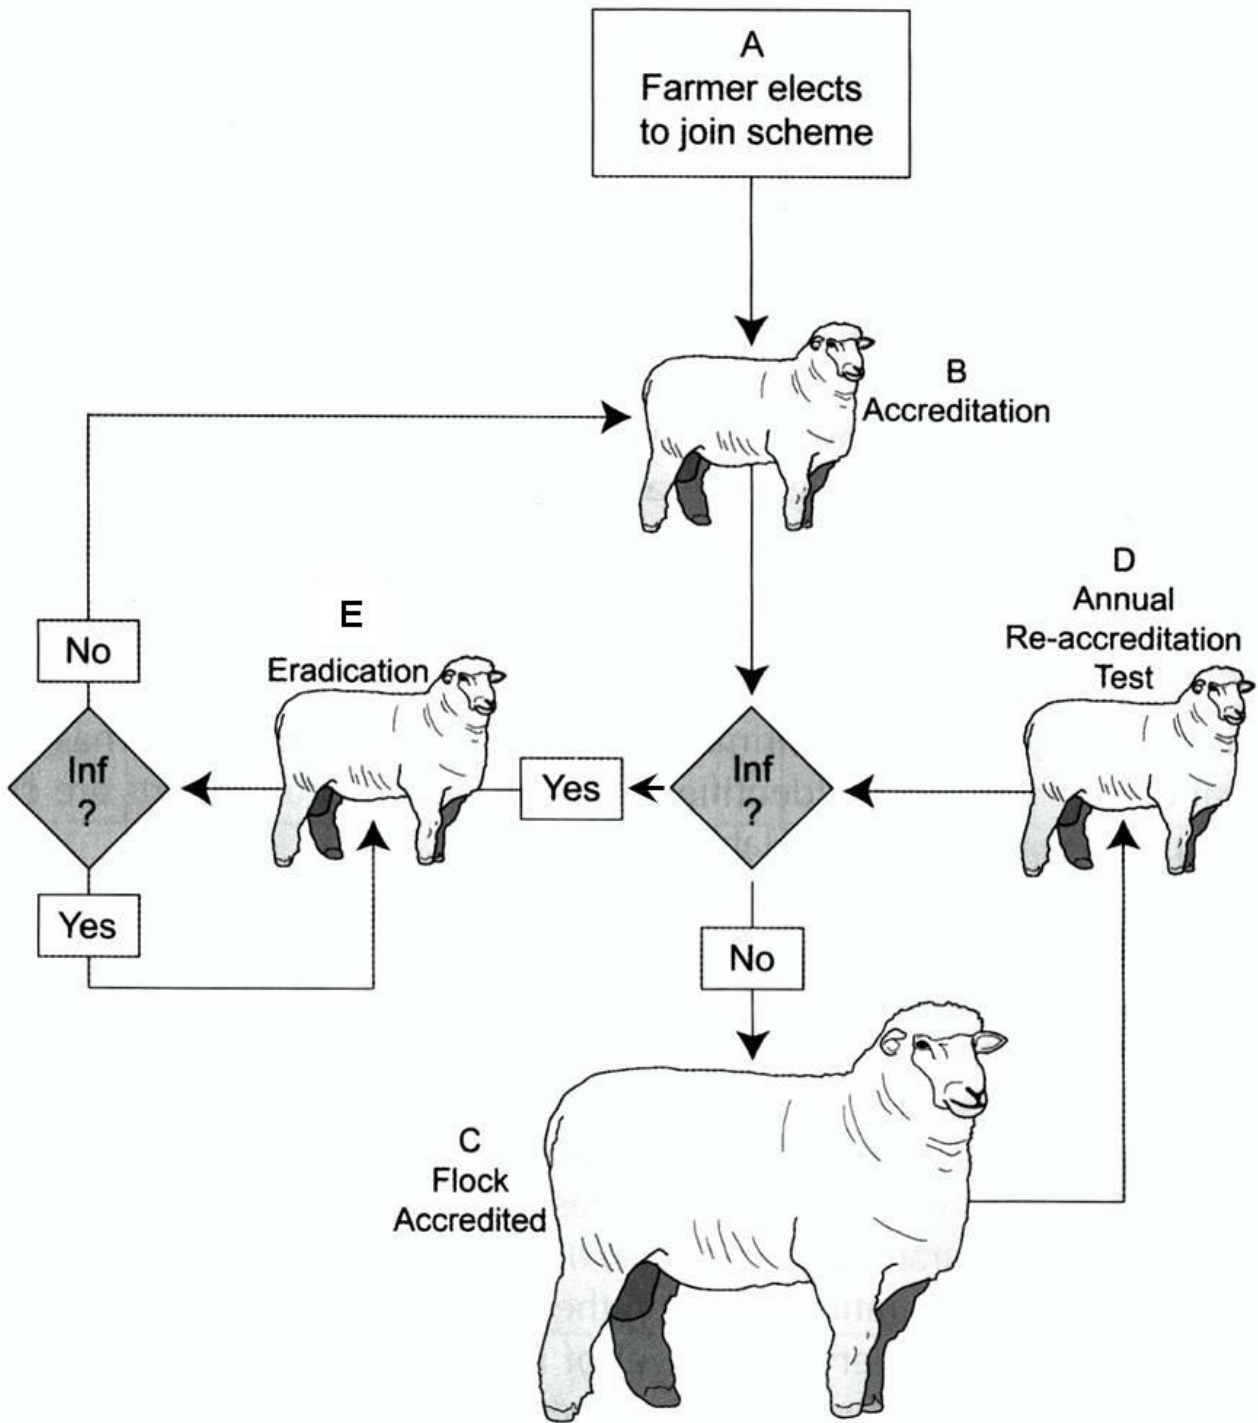 A
Farmer elects
to join scheme
B
Accreditation
D
Annual
Re-accreditation
Test
E
Eradication
No
Inf
?
Yes
Inf
?
Yes
No
C
Flock
Accredited